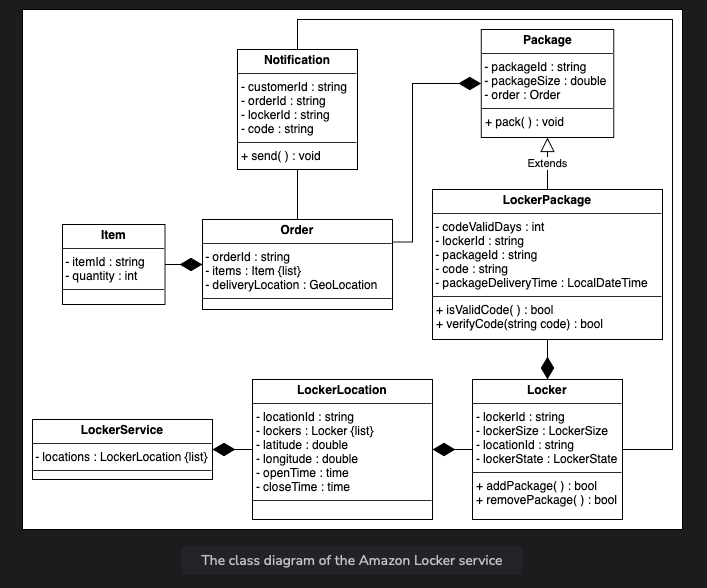 Notification
- customerId : string
- orderId : string
- lockerId : string
- code : string
+ send( ) : void
Package
- packageId : string
- packageSize : double
- order : Order
+ pack( ) : void
Extends
LockerPackage
- codeValidDays : int
- lockerId : string
- packageId : string
- code : string
- packageDeliveryTime : LocalDateTime
+ isValidCode( ) : bool
+ verifyCode(string code) : bool
Item
- itemId : string
- quantity : int
Order
- orderId : string
- items : Item {list}
- deliveryLocation : GeoLocation
LockerService
- locations : LockerLocation {list}
LockerLocation
- locationId : string
- lockers : Locker {list}
- latitude : double
- longitude : double
- openTime : time
- closeTime : time
Locker
- lockerId : string
- lockerSize : LockerSize
- locationId : string
- lockerState : LockerState
+ addPackage( ) : bool
+ removePackage( ) : bool
The class diagram of the Amazon Locker service